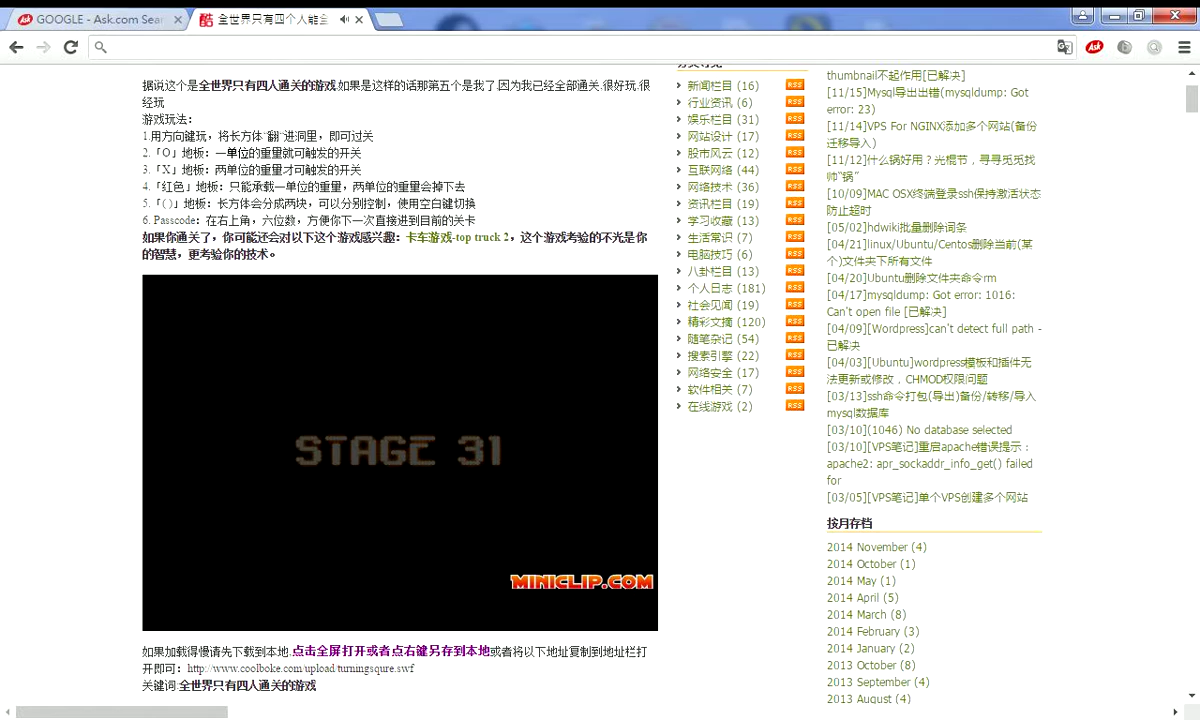 GOOGLE - Ask.com Sear
全世界只有四个人能全
据说这个是全世界只有四人通关的游戏.如果是这样的话那第五个是我了.因为我已经全部通关.很好玩.很
经玩
游戏玩法：
1.用方向键玩，将长方体"翻"进洞里，即可过关
2.「O」地板：一单位的重量就可触发的开关
3.「X」地板：两单位的重量才可触发的开关
4.「红色」地板：只能承载一单位的重量，两单位的重量会掉下去
5.「( )」地板：长方体会分成两块，可以分别控制，使用空白键切换
6. Passcode：在右上角，六位数，方便你下一次直接进到目前的关卡
如果你通关了，你可能还会对以下这个游戏感兴趣：卡车游戏-top truck 2，这个游戏考验的不光是你
的智慧，更考验你的技术。
STAGE 31
MINICLIP.COM
如果加载得慢请先下载到本地.点击全屏打开或者点右键另存到本地或者将以下地址复制到地址栏打
开即可：http://www.coolboke.com/upload/turningsqure.swf
关键词:全世界只有四人通关的游戏
新闻栏目 (16) RSS
行业资讯 (6) RSS
娱乐栏目 (31) RSS
网站设计 (17) RSS
股市风云 (12) RSS
互联网络 (44) RSS
网络技术 (36) RSS
资讯栏目 (19) RSS
学习收藏 (13) RSS
生活常识 (7) RSS
电脑技巧 (6) RSS
八卦栏目 (13) RSS
个人日志 (181) RSS
社会见闻 (19) RSS
精彩文摘 (120) RSS
随笔杂记 (54) RSS
搜索引擎 (22) RSS
网络安全 (17) RSS
软件相关 (7) RSS
在线游戏 (2) RSS
thumbnail不起作用[已解决]
[11/15]Mysql导出出错(mysqldump: Got
error: 23)
[11/14]VPS For NGINX添加多个网站(备份
迁移导入)
[11/12]什么锅好用？光棍节，寻寻觅觅找
帅“锅”
[10/09]MAC OSX终端登录ssh保持激活状态
防止超时
[05/02]hdwiki批量删除词条
[04/21]linux/Ubuntu/Centos删除当前(某
个)文件夹下所有文件
[04/20]Ubuntu删除文件夹命令rm
[04/17]mysqldump: Got error: 1016:
Can't open file [已解决]
[04/09][Wordpress]can't detect full path -
已解决
[04/03][Ubuntu]wordpress模板和插件无
法更新或修改，CHMOD权限问题
[03/13]ssh命令打包(导出)备份/转移/导入
mysql数据库
[03/10](1046) No database selected
[03/10][VPS笔记]重启apache错误提示：
apache2: apr_sockaddr_info_get() failed
for
[03/05][VPS笔记]单个VPS创建多个网站
按月存档
2014 November (4)
2014 October (1)
2014 May (1)
2014 April (5)
2014 March (8)
2014 February (3)
2014 January (2)
2013 October (8)
2013 September (4)
2013 August (4)